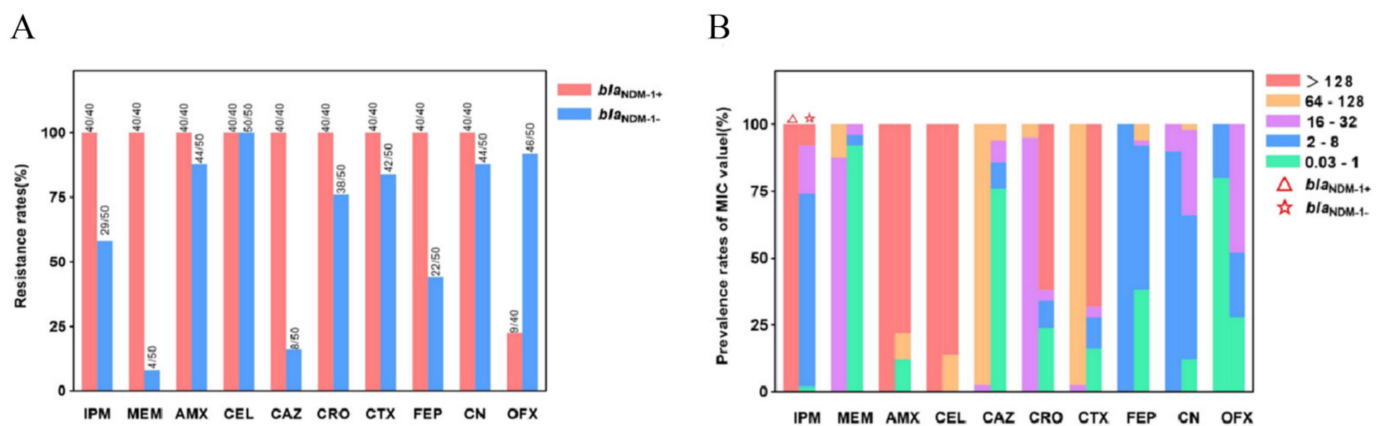 A
B
Resistance rates(%)
100
75
50
25
0
40/40
29/50
40/40
4/50
40/40
44/50
40/40
50/50
40/40
8/50
40/40
38/50
40/40
42/50
40/40
22/50
40/40
44/50
9/40
46/50
IPM MEM AMX CEL CAZ CRO CTX FEP CN OFX
blaNDM-1+
blaNDM-1-
Prevalence rates of MIC valuel(%)
100
75
50
25
0
IPM MEM AMX CEL CAZ CRO CTX FEP CN OFX
> 128
64 - 128
16 - 32
2 - 8
0.03 - 1
blaNDM-1+
blaNDM-1-